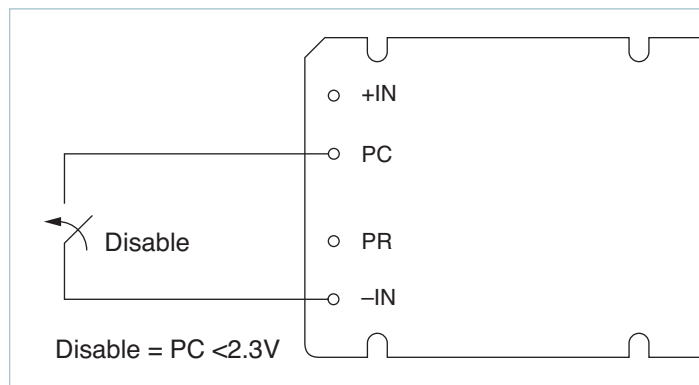 +IN
PC
Disable
PR
–IN
Disable = PC <2.3V